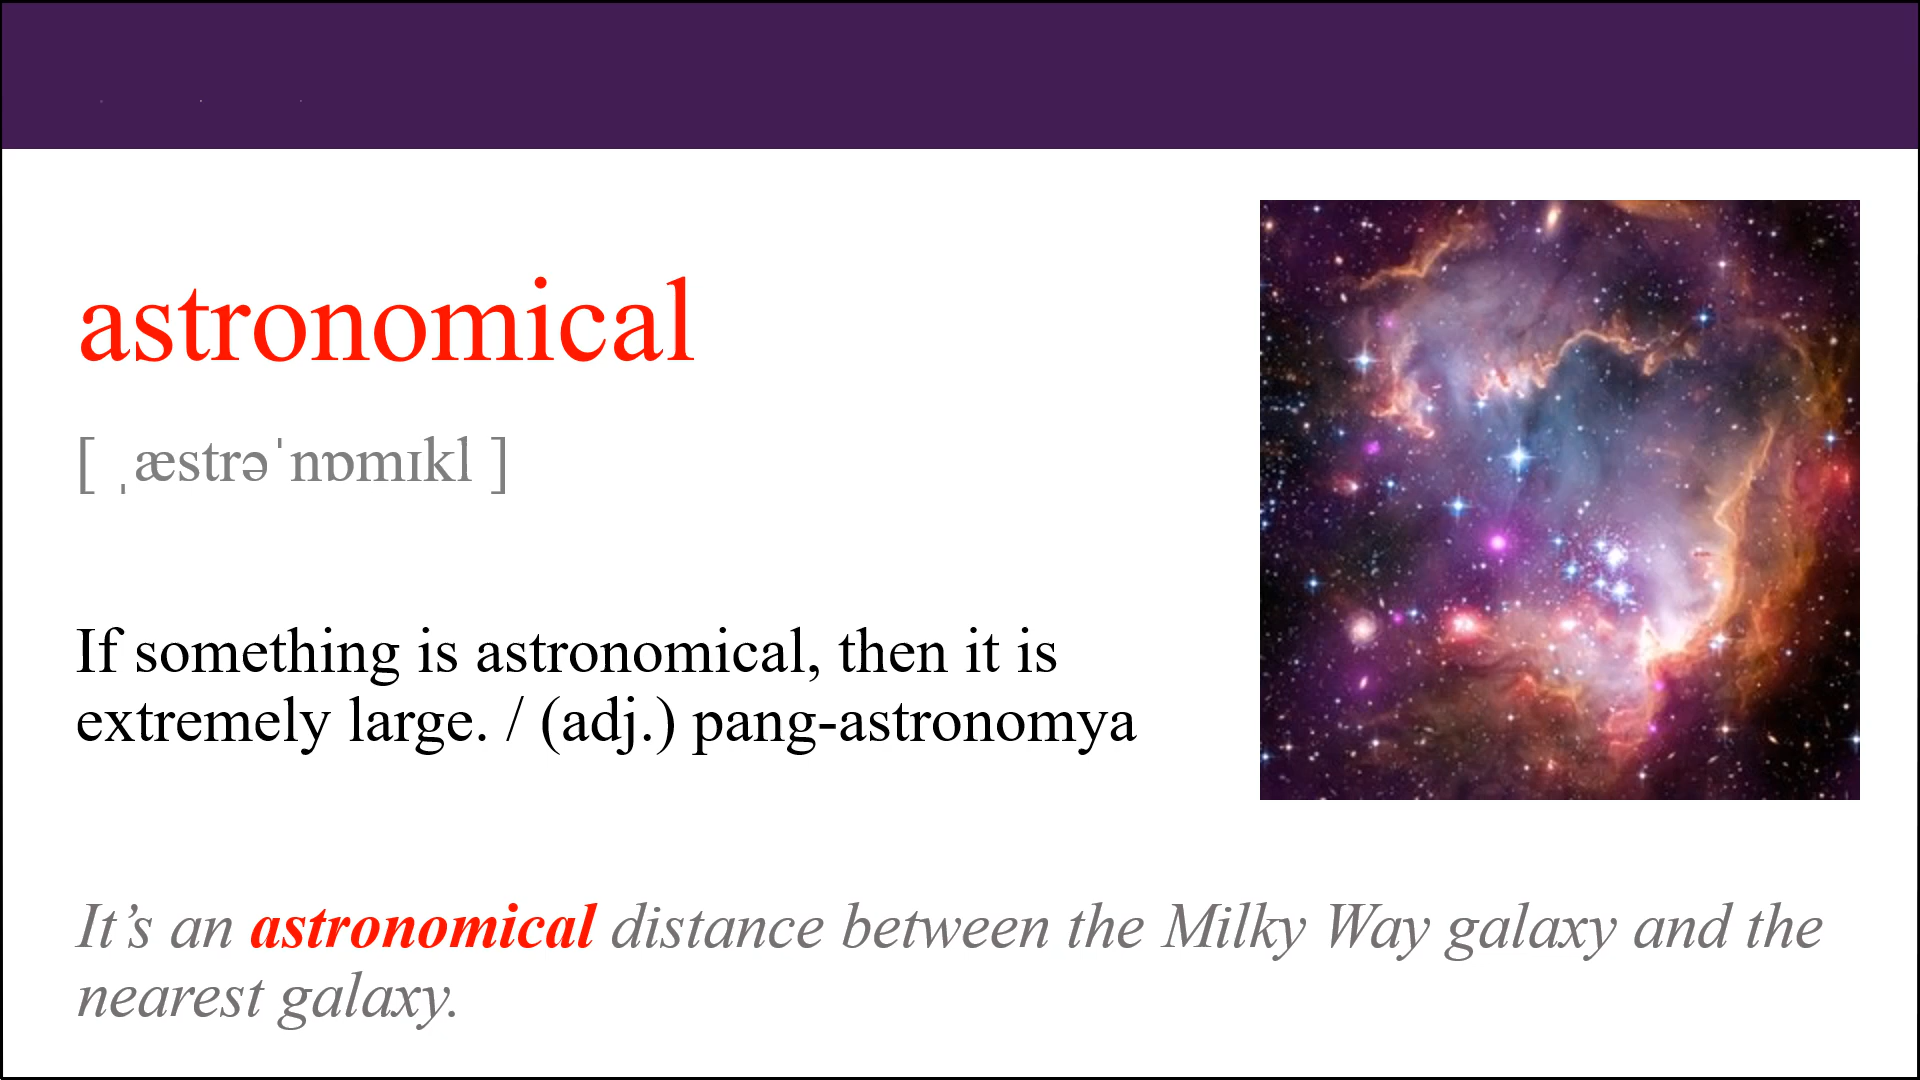 astronomical
[ ˌæstrəˈnɒmɪkl ]
If something is astronomical, then it is
extremely large. / (adj.) pang-astronomya
It’s an astronomical distance between the Milky Way galaxy and the
nearest galaxy.